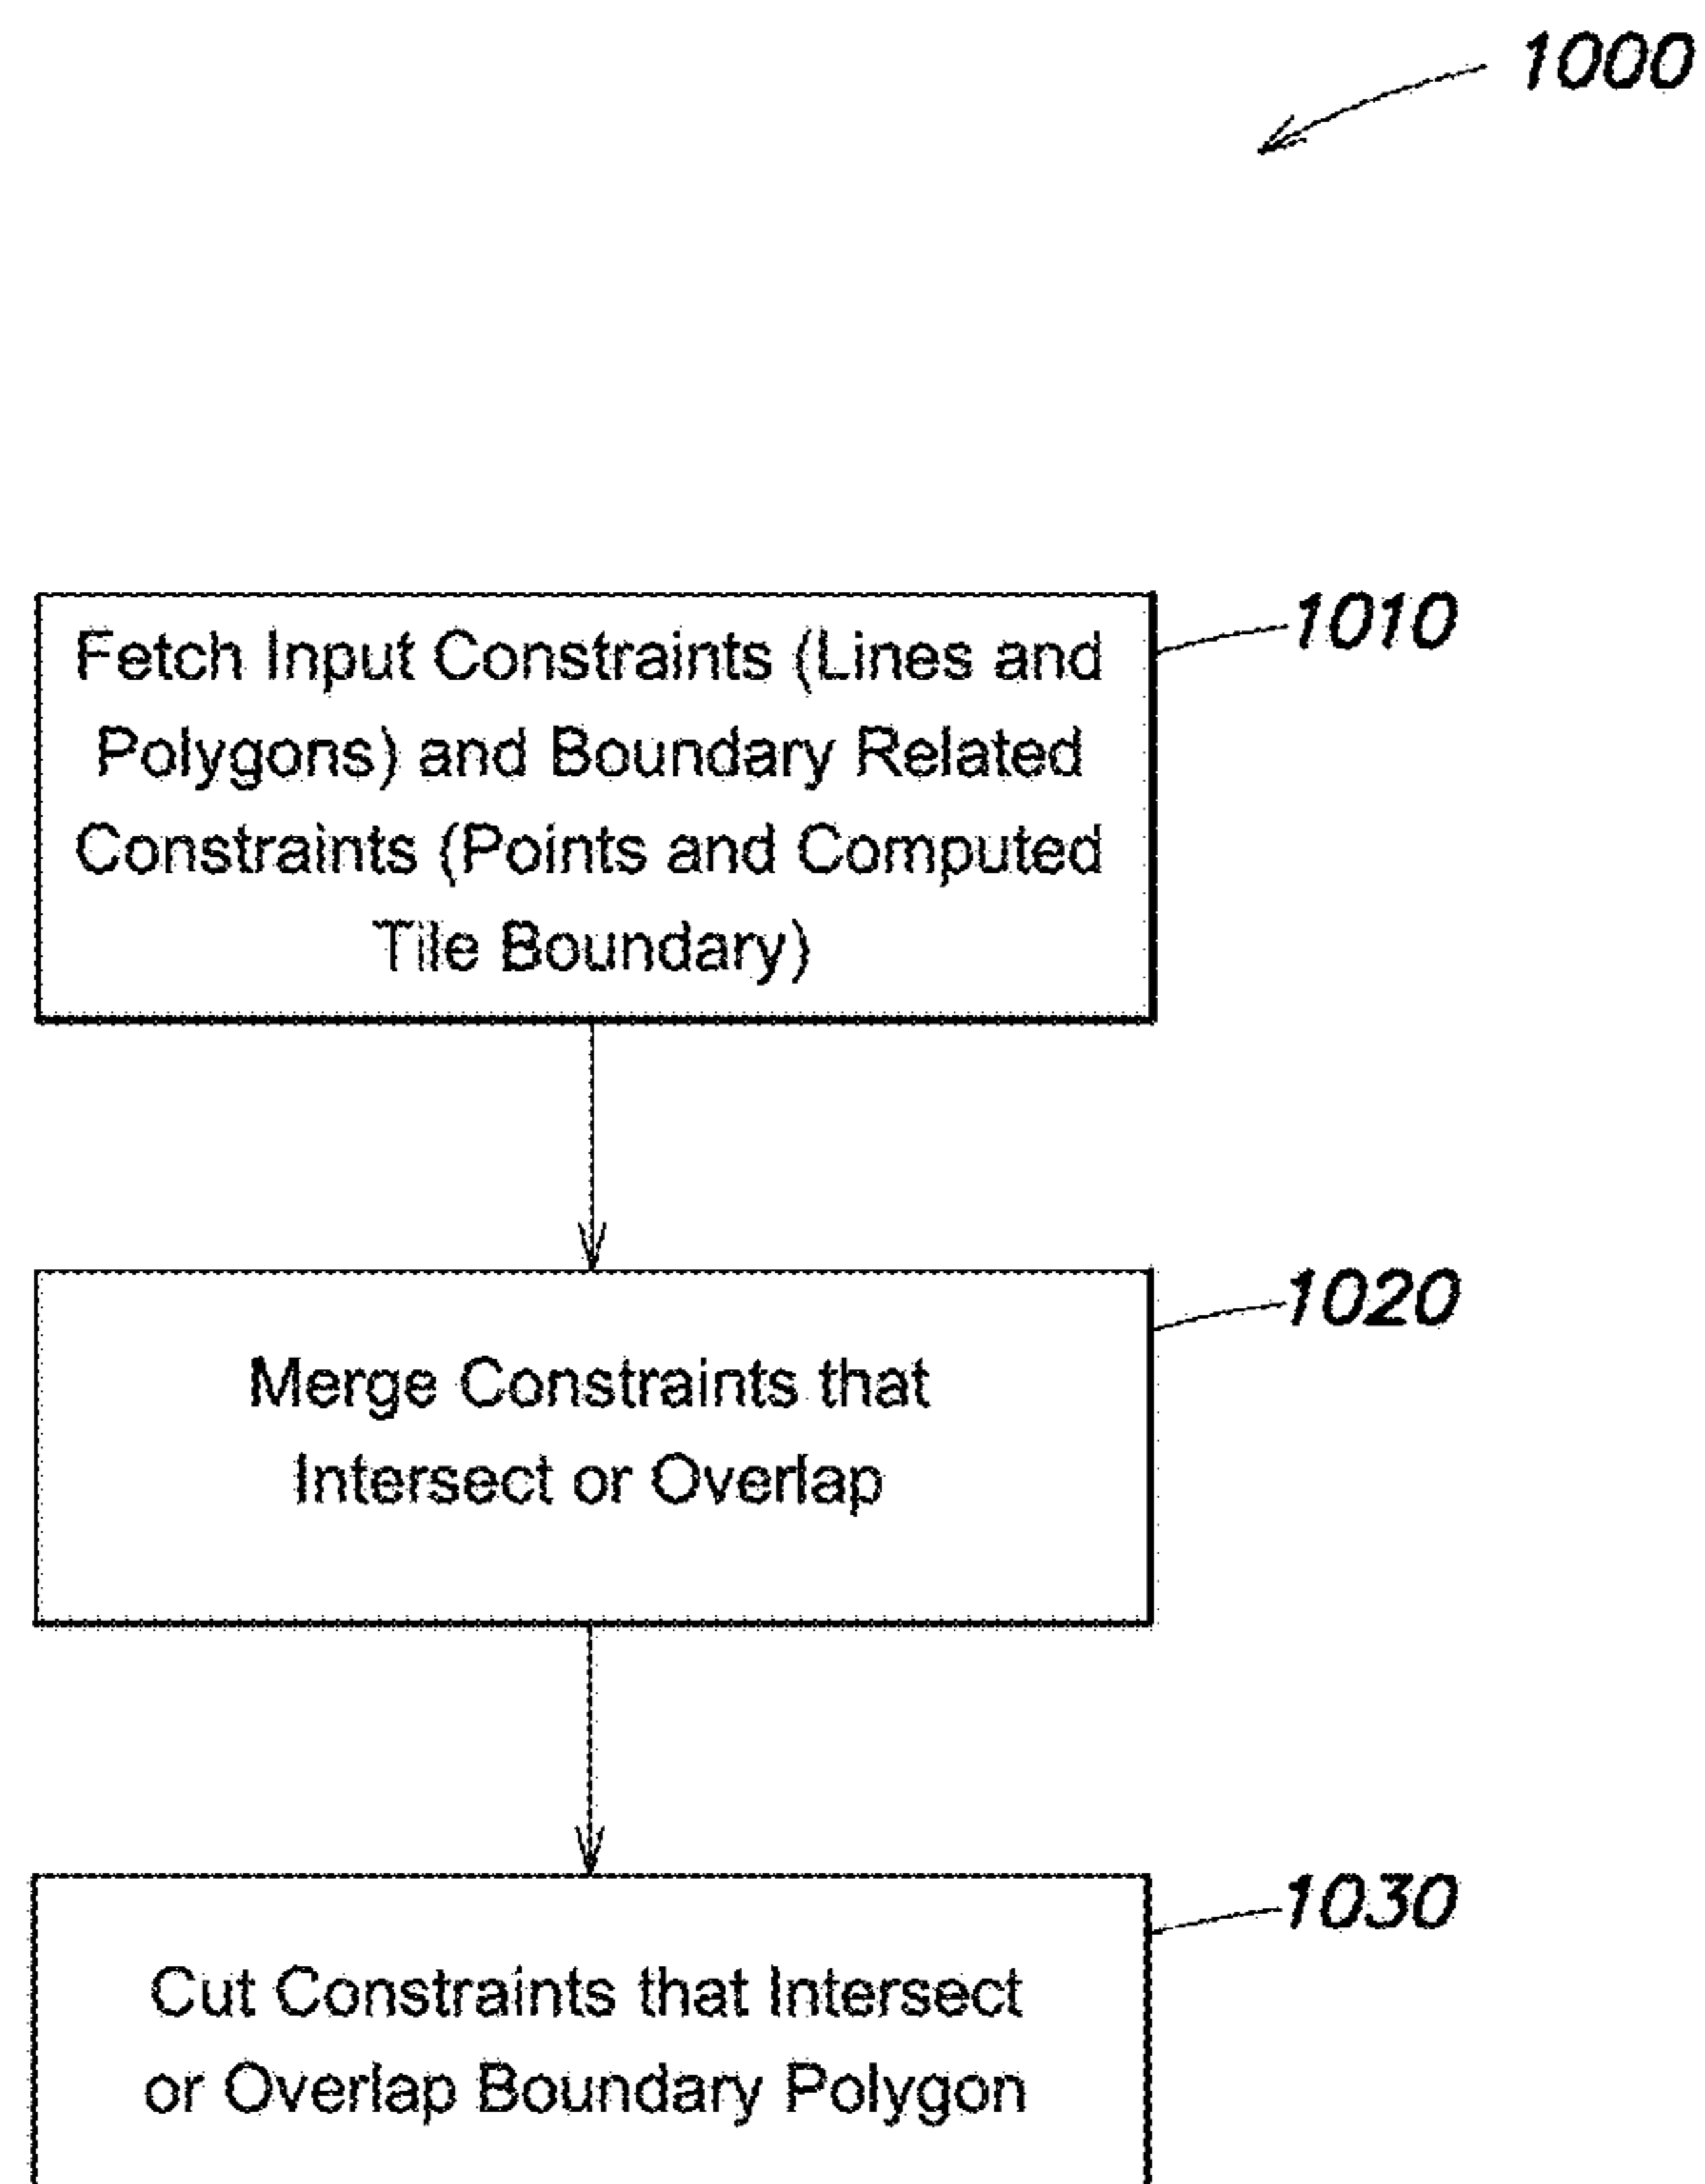 1000
Fetch Input Constraints (Lines and
Polygons) and Boundary Related
Constraints (Points and Computed
Tile Boundary)
1010
Merge Constraints that
Intersect or Overlap
1020
Cut Constraints that Intersect
or Overlap Boundary Polygon
1030